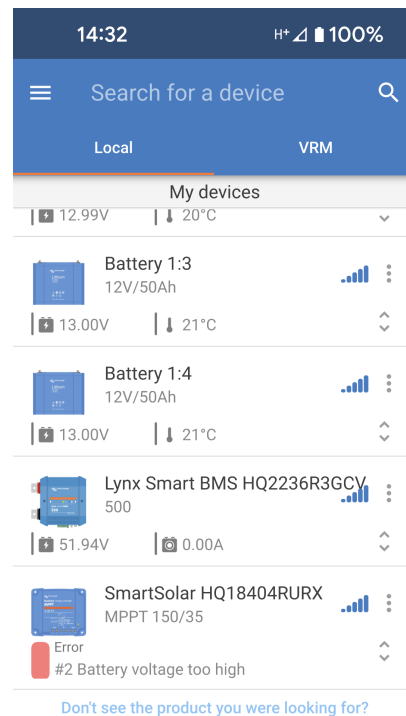 14:32
H+ 100%
Search for a device
Local VRM
My devices
12.99V 20°C
Battery 1:3
12V/50Ah
13.00V 21°C
Battery 1:4
12V/50Ah
13.00V 21°C
Lynx Smart BMS HQ2236R3GCV
500
51.94V 0.00A
SmartSolar HQ18404RURX
MPPT 150/35
Error
#2 Battery voltage too high
Don't see the product you were looking for?